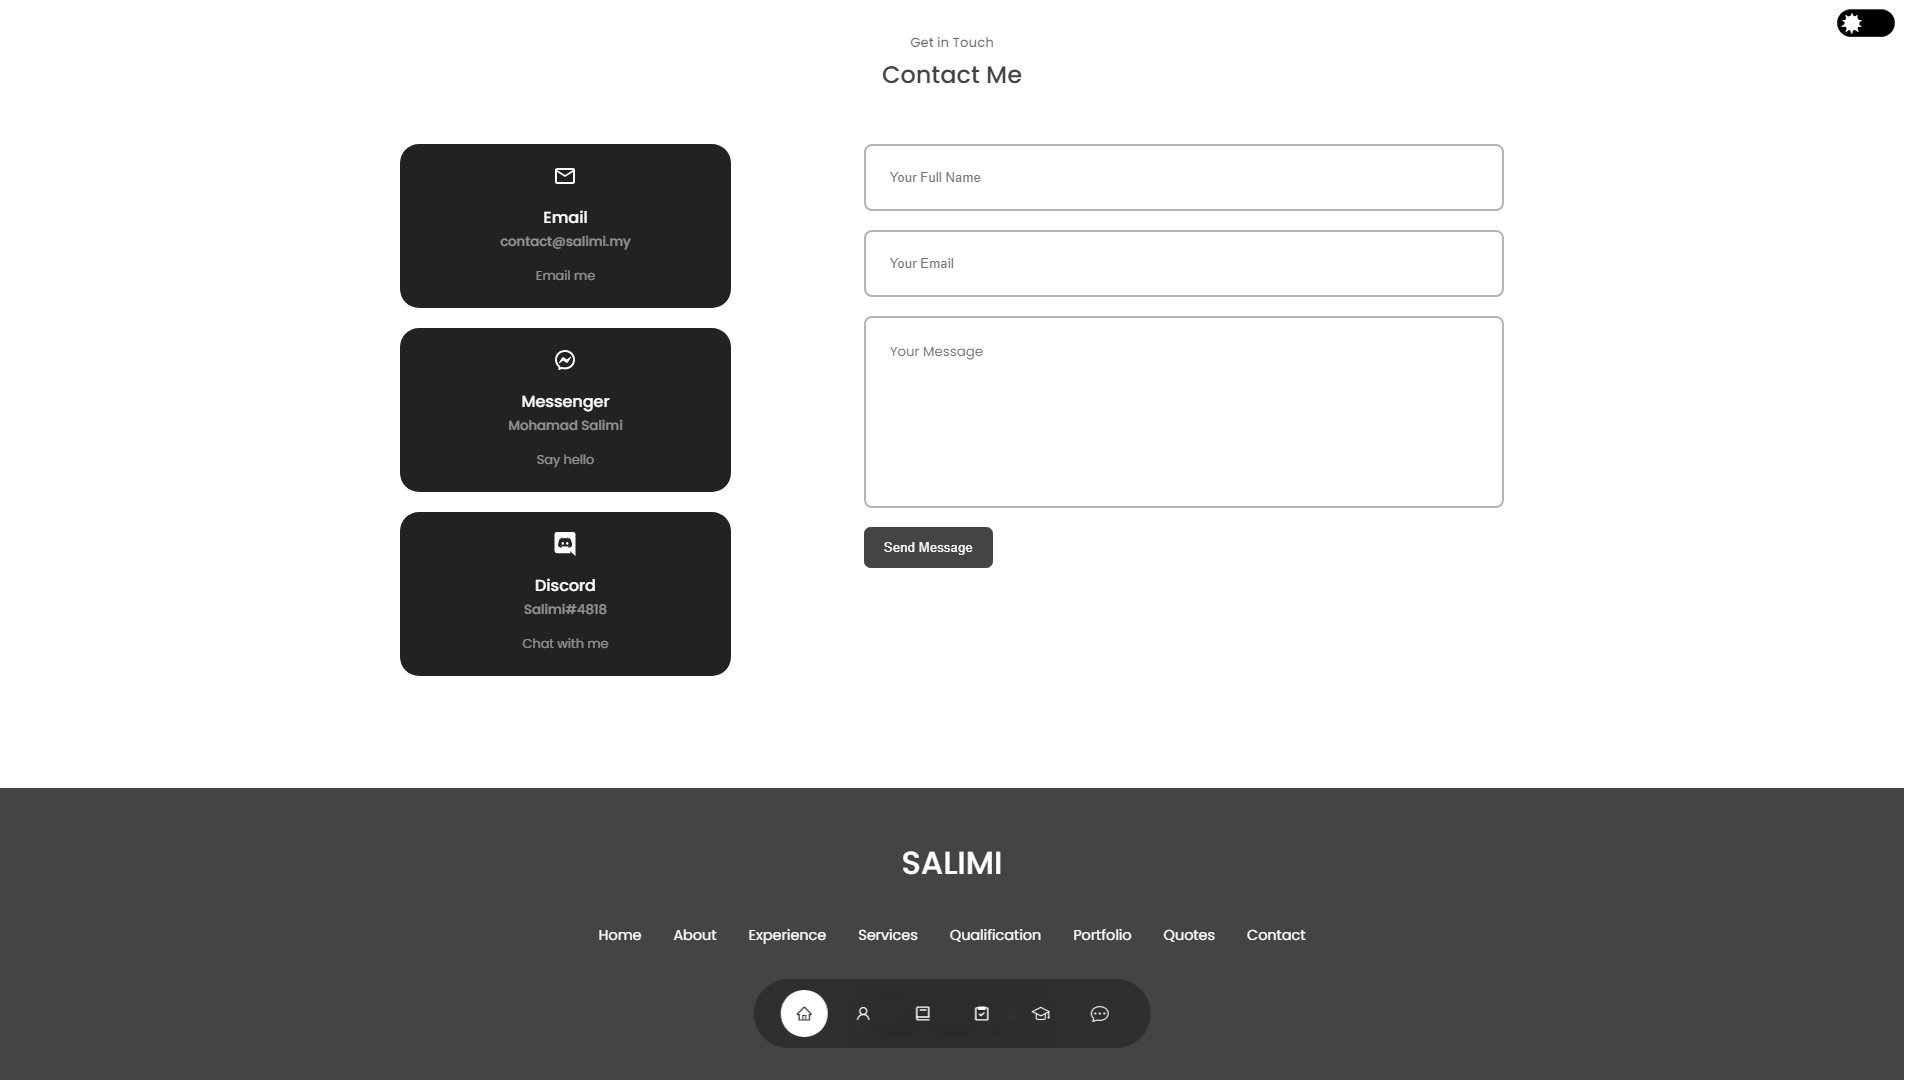 Get in Touch
Contact Me
Email
contact@salimi.my
Email me
Messenger
Mohamad Salimi
Say hello
Discord
Salimi#4818
Chat with me
Your Full Name
Your Email
Your Message
Send Message
SALIMI
Home About Experience Services Qualification Portfolio Quotes Contact